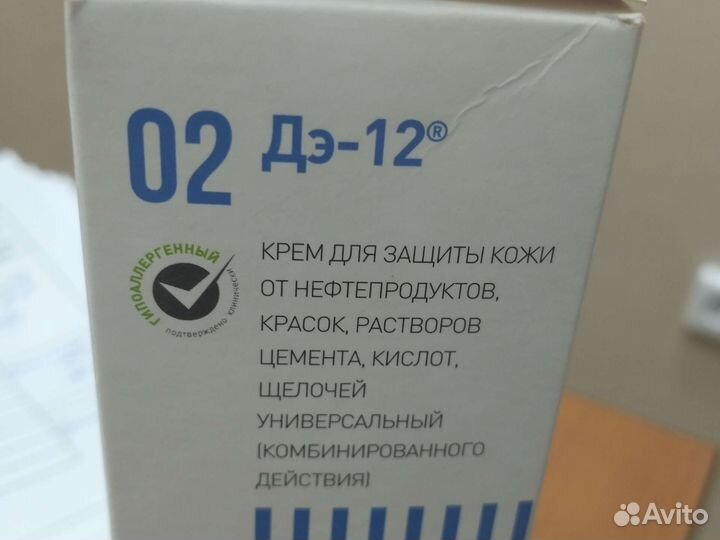 02 Дэ-12®
ГИПОАЛЛЕРГЕННЫЙ
подтверждено клинически
КРЕМ ДЛЯ ЗАЩИТЫ КОЖИ
ОТ НЕФТЕПРОДУКТОВ,
КРАСОК, РАСТВОРОВ
ЦЕМЕНТА, КИСЛОТ,
ЩЕЛОЧЕЙ
УНИВЕРСАЛЬНЫЙ
(КОМБИНИРОВАННОГО
ДЕЙСТВИЯ)
Avito